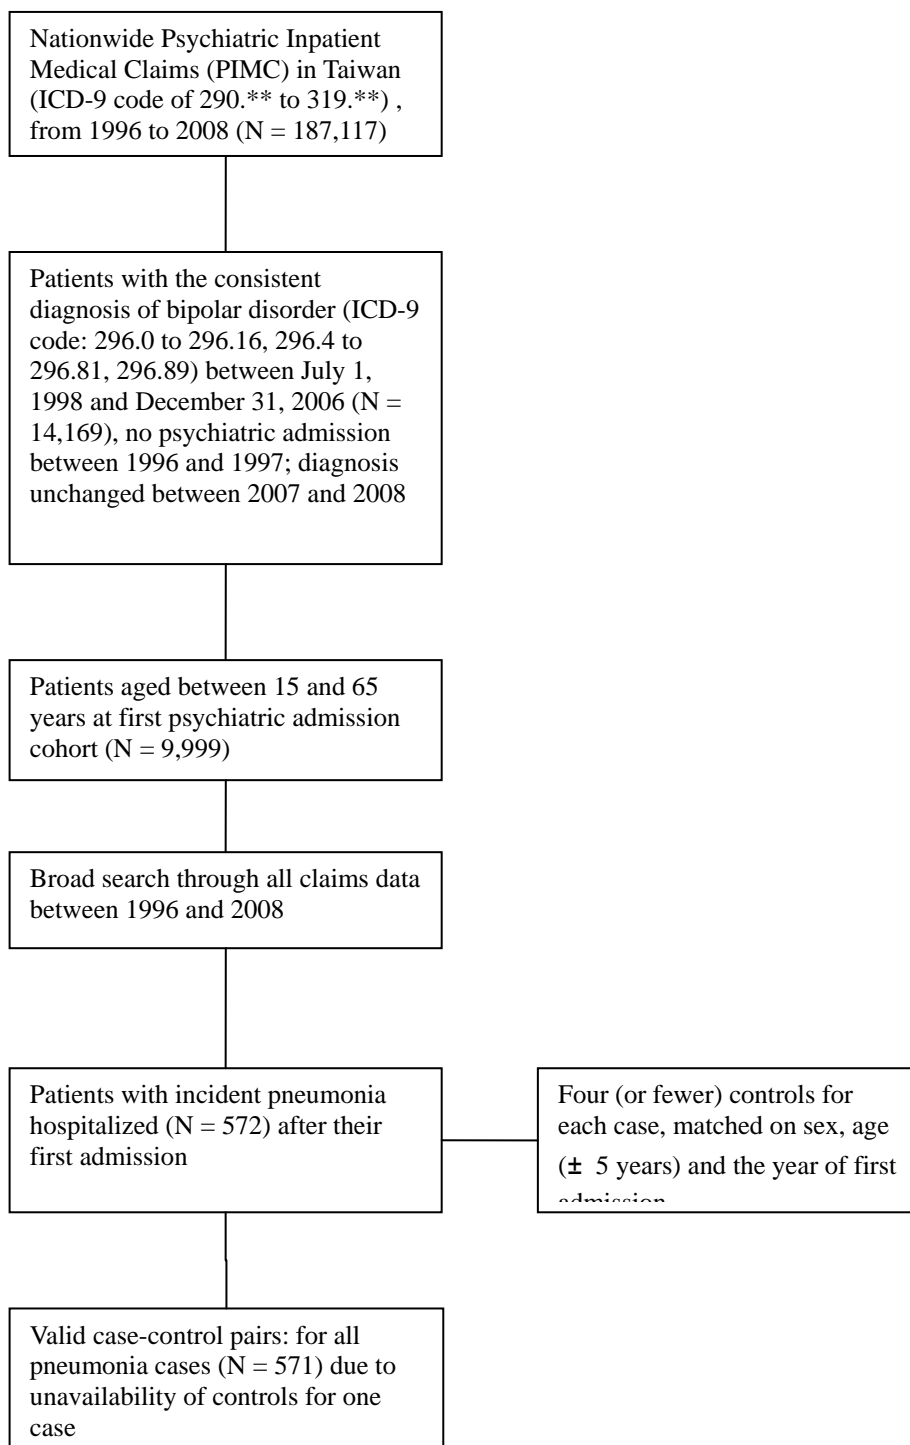 Nationwide Psychiatric Inpatient
Medical Claims (PIMC) in Taiwan
(ICD-9 code of 290.** to 319.**) ,
from 1996 to 2008 (N = 187,117)
Patients with the consistent
diagnosis of bipolar disorder (ICD-9
code: 296.0 to 296.16, 296.4 to
296.81, 296.89) between July 1,
1998 and December 31, 2006 (N =
14,169), no psychiatric admission
between 1996 and 1997; diagnosis
unchanged between 2007 and 2008
Patients aged between 15 and 65
years at first psychiatric admission
cohort (N = 9,999)
Broad search through all claims data
between 1996 and 2008
Patients with incident pneumonia
hospitalized (N = 572) after their
first admission
Four (or fewer) controls for
each case, matched on sex, age
(± 5 years) and the year of first
admission
Valid case-control pairs: for all
pneumonia cases (N = 571) due to
unavailability of controls for one
case